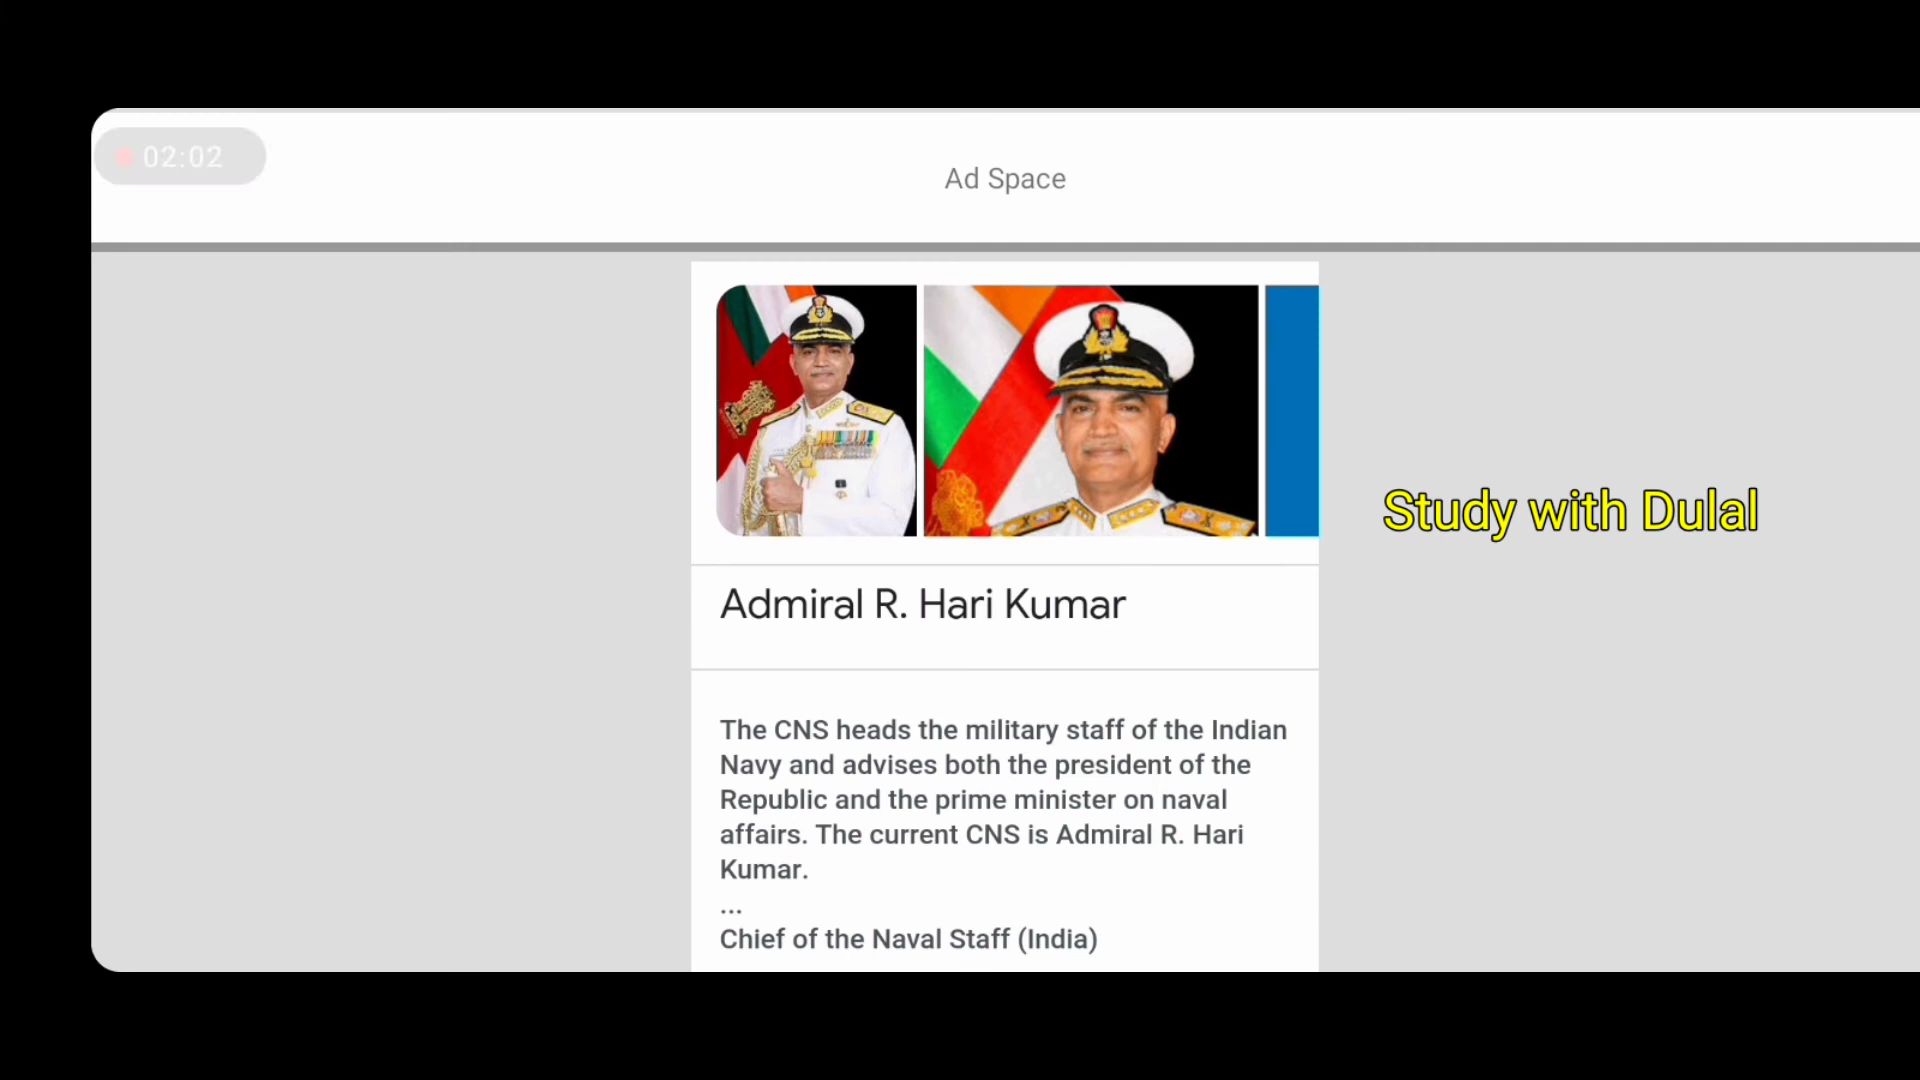 02:02
Ad Space
Study with Dulal
Admiral R. Hari Kumar
The CNS heads the military staff of the Indian
Navy and advises both the president of the
Republic and the prime minister on naval
affairs. The current CNS is Admiral R. Hari
Kumar.
...
Chief of the Naval Staff (India)